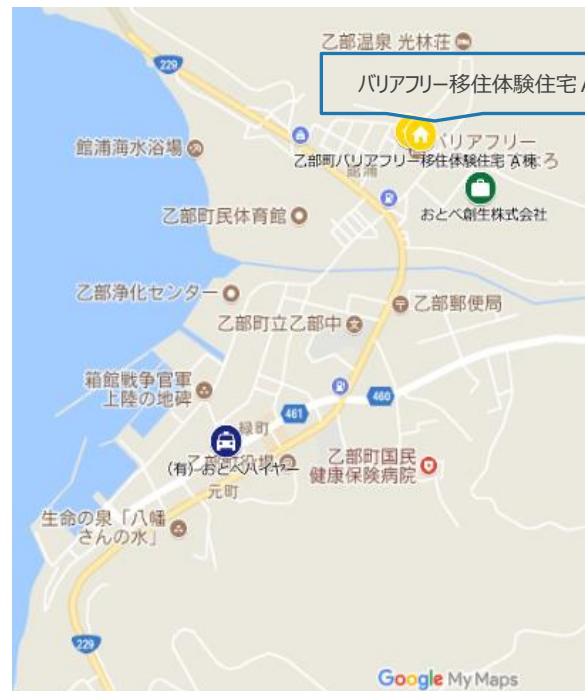 乙部温泉 光林荘
229
バリアフリー移住体験住宅 A
館浦海水浴場
バリアフリー
乙部町バリアフリー移住体験住宅 A棟
館浦
乙部町民体育館
おとべ創生株式会社
乙部浄化センター
乙部郵便局
乙部町立乙部中
箱館戦争官軍
上陸の地碑
460
461
緑町
乙部町役場
(有)おとべハイヤー
元町
乙部町国民
健康保険病院
生命の泉「八幡
さんの水」
229
Google My Maps